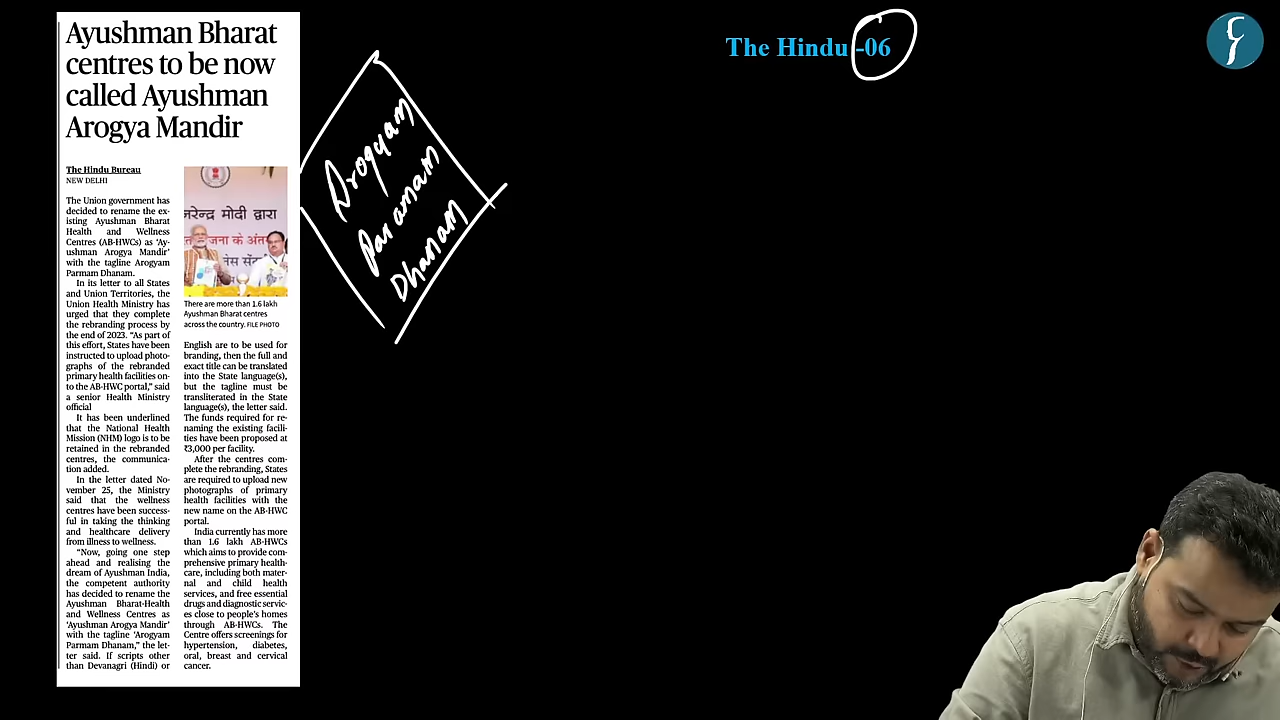 Ayushman Bharat
centres to be now
called Ayushman
Arogya Mandir
The Hindu Bureau
NEW DELHI
The Union government has
decided to rename the ex-
isting Ayushman Bharat
Health and Wellness
Centres (AB-HWCs) as ‘Ay-
ushman Arogya Mandir’
with the tagline Arogyam
Parmam Dhanam.
In its letter to all States
and Union Territories, the
Union Health Ministry has
urged that they complete
the rebranding process by
the end of 2023. “As part of
this effort, States have been
instructed to upload photo-
graphs of the rebranded
primary health facilities on-
to the AB-HWC portal,” said
a senior Health Ministry
official
It has been underlined
that the National Health
Mission (NHM) logo is to be
retained in the rebranded
centres, the communica-
tion added.
In the letter dated No-
vember 25, the Ministry
said that the wellness
centres have been success-
ful in taking the thinking
and healthcare delivery
from illness to wellness.
“Now, going one step
ahead and realising the
dream of Ayushman India,
the competent authority
has decided to rename the
Ayushman Bharat-Health
and Wellness Centres as
‘Ayushman Arogya Mandir’
with the tagline ‘Arogyam
Parmam Dhanam,” the let-
ter said. If scripts other
than Devanagri (Hindi) or
रेन्द्र मोदी द्वारा
जना के अंत
There are more than 1.6 lakh
Ayushman Bharat centres
across the country. FILE PHOTO
English are to be used for
branding, then the full and
exact title can be translated
into the State language(s),
but the tagline must be
transliterated in the State
language(s), the letter said.
The funds required for re-
naming the existing facili-
ties have been proposed at
₹3,000 per facility.
After the centres com-
plete the rebranding, States
are required to upload new
photographs of primary
health facilities with the
new name on the AB-HWC
portal.
India currently has more
than 1.6 lakh AB-HWCs
which aims to provide com-
prehensive primary health-
care, including both mater-
nal and child health
services, and free essential
drugs and diagnostic servic-
es close to people’s homes
through AB-HWCs. The
Centre offers screenings for
hypertension, diabetes,
oral, breast and cervical
cancer.
Arogyam
Paramam
Dhanam
The Hindu -06